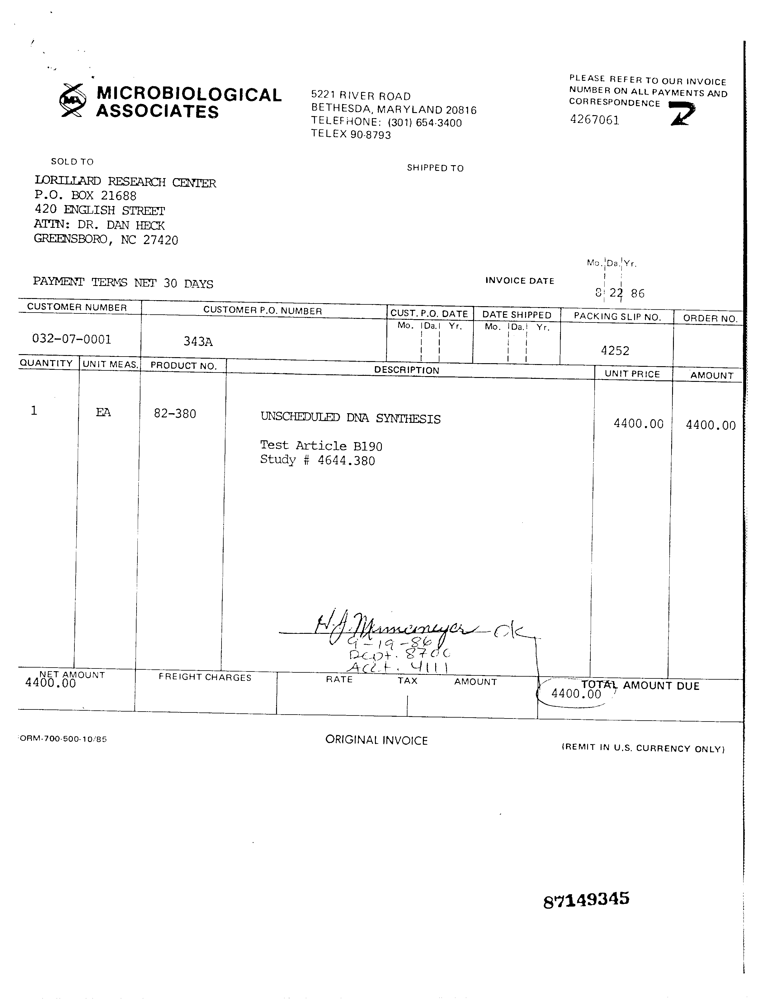 MICROBIOLOGICAL
ASSOCIATES
5221 RIVER ROAD
BETHESDA, MARYLAND 20816
TELEPHONE: (301) 654-3400
TELEX 90-8793
PLEASE REFER TO OUR INVOICE
NUMBER ON ALL PAYMENTS AND
CORRESPONDENCE
4267061
SOLD TO
SHIPPED TO
LORILLARD RESEARCH CENTER
P.O. BOX 21688
420 ENGLISH STREET
ATTN: DR. DAN HECK
GREENSBORO, NC 27420
Mo. Da. Yr.
PAYMENT TERMS NET 30 DAYS
INVOICE DATE
8 22 86
CUSTOMER NUMBER CUSTOMER P.O. NUMBER CUST. P.O. DATE DATE SHIPPED PACKING SLIP NO. ORDER NO.
Mo. Da. Yr. Mo. Da. Yr.
032-07-0001 343A 4252
QUANTITY UNIT MEAS. PRODUCT NO. DESCRIPTION UNIT PRICE AMOUNT
1 EA 82-380 UNSCHEDULED DNA SYNTHESIS 4400.00 4400.00
Test Article B190
Study # 4644.380
ok
9-19-86
Dept. 8700
Acct. 4111
NET AMOUNT FREIGHT CHARGES RATE TAX AMOUNT TOTAL AMOUNT DUE
4400.00 4400.00
ORM-700-500-10/85 ORIGINAL INVOICE (REMIT IN U.S. CURRENCY ONLY)
87149345